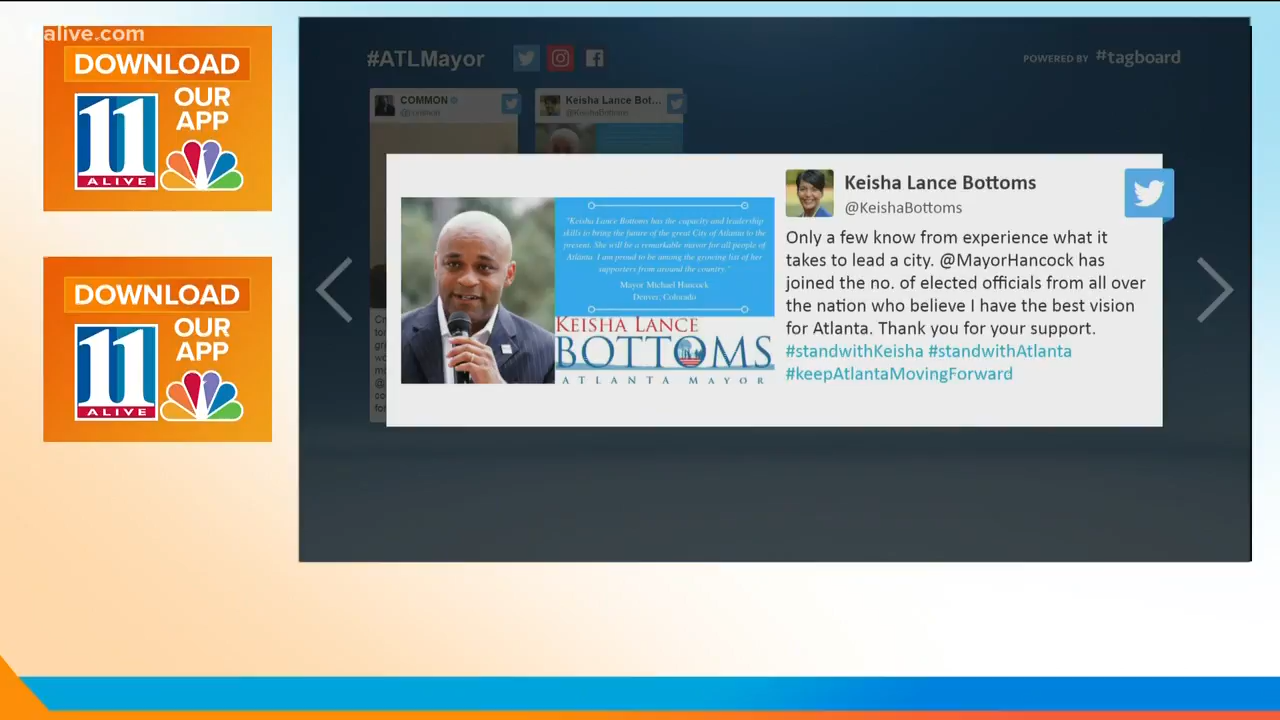 alive.com
DOWNLOAD
OUR
APP
11
ALIVE
DOWNLOAD
OUR
APP
11
ALIVE
#ATLMayor
POWERED BY #tagboard
COMMON
@common
Keisha Lance Bot...
@KeishaBottoms
"Keisha Lance Bottoms has the capacity and leadership
skills to bring the future of the great City of Atlanta to the
present. She will be a remarkable mayor for all people of
Atlanta. I am proud to be among the growing list of her
supporters from around the country."
Mayor Michael Hancock
Denver, Colorado
KEISHA LANCE
BOTTOMS
ATLANTA MAYOR
Keisha Lance Bottoms
@KeishaBottoms
Only a few know from experience what it
takes to lead a city. @MayorHancock has
joined the no. of elected officials from all over
the nation who believe I have the best vision
for Atlanta. Thank you for your support.
#standwithKeisha #standwithAtlanta
#keepAtlantaMovingForward